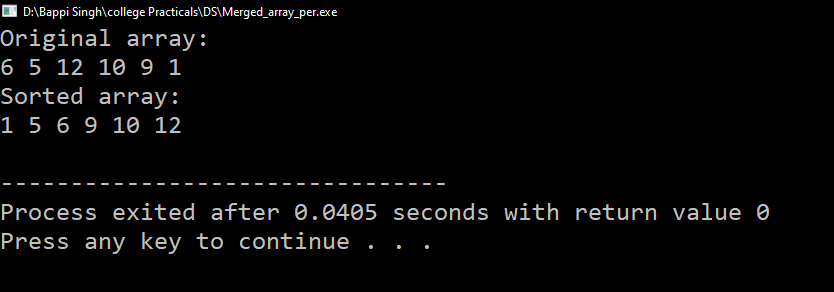 D:\Bappi Singh\college Practicals\DS\Merged_array_per.exe
Original array:
6 5 12 10 9 1
Sorted array:
1 5 6 9 10 12
--------------------------------
Process exited after 0.0405 seconds with return value 0
Press any key to continue . . .